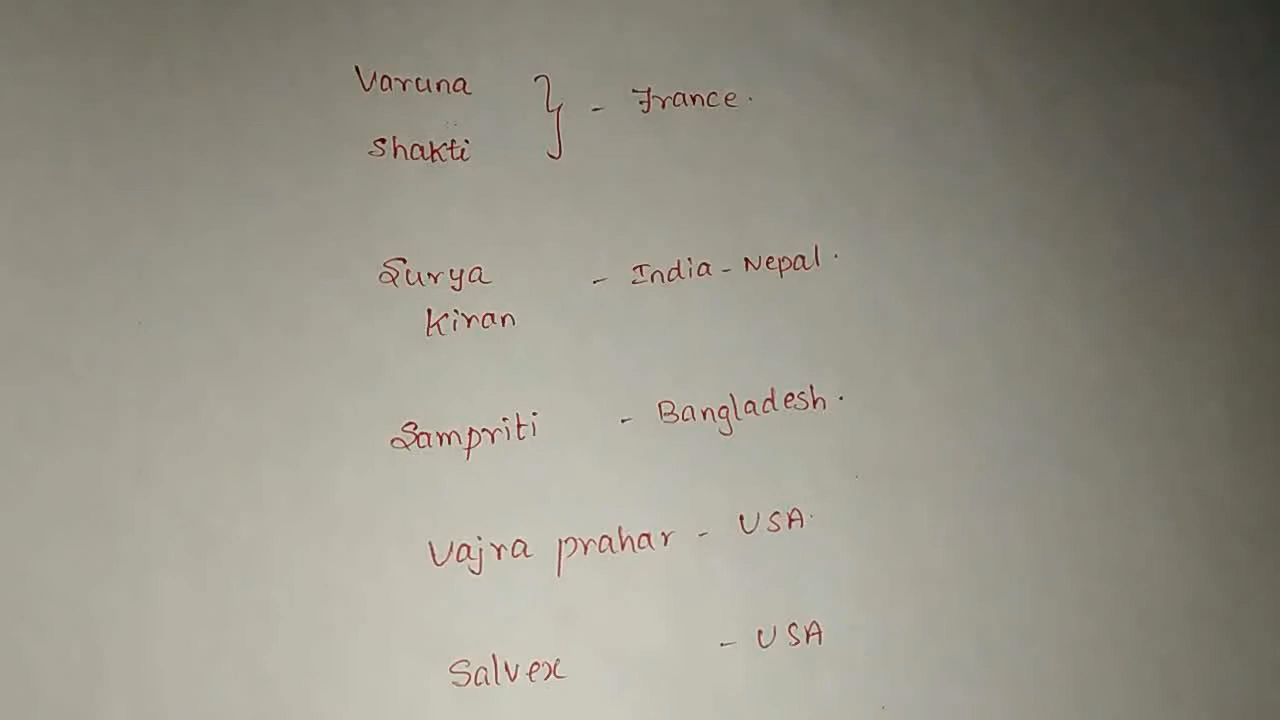 Varuna
Shakti } - France.
Surya - India - Nepal.
Kiran
Sampriti - Bangladesh.
Vajra prahar - USA.
Salvex - USA